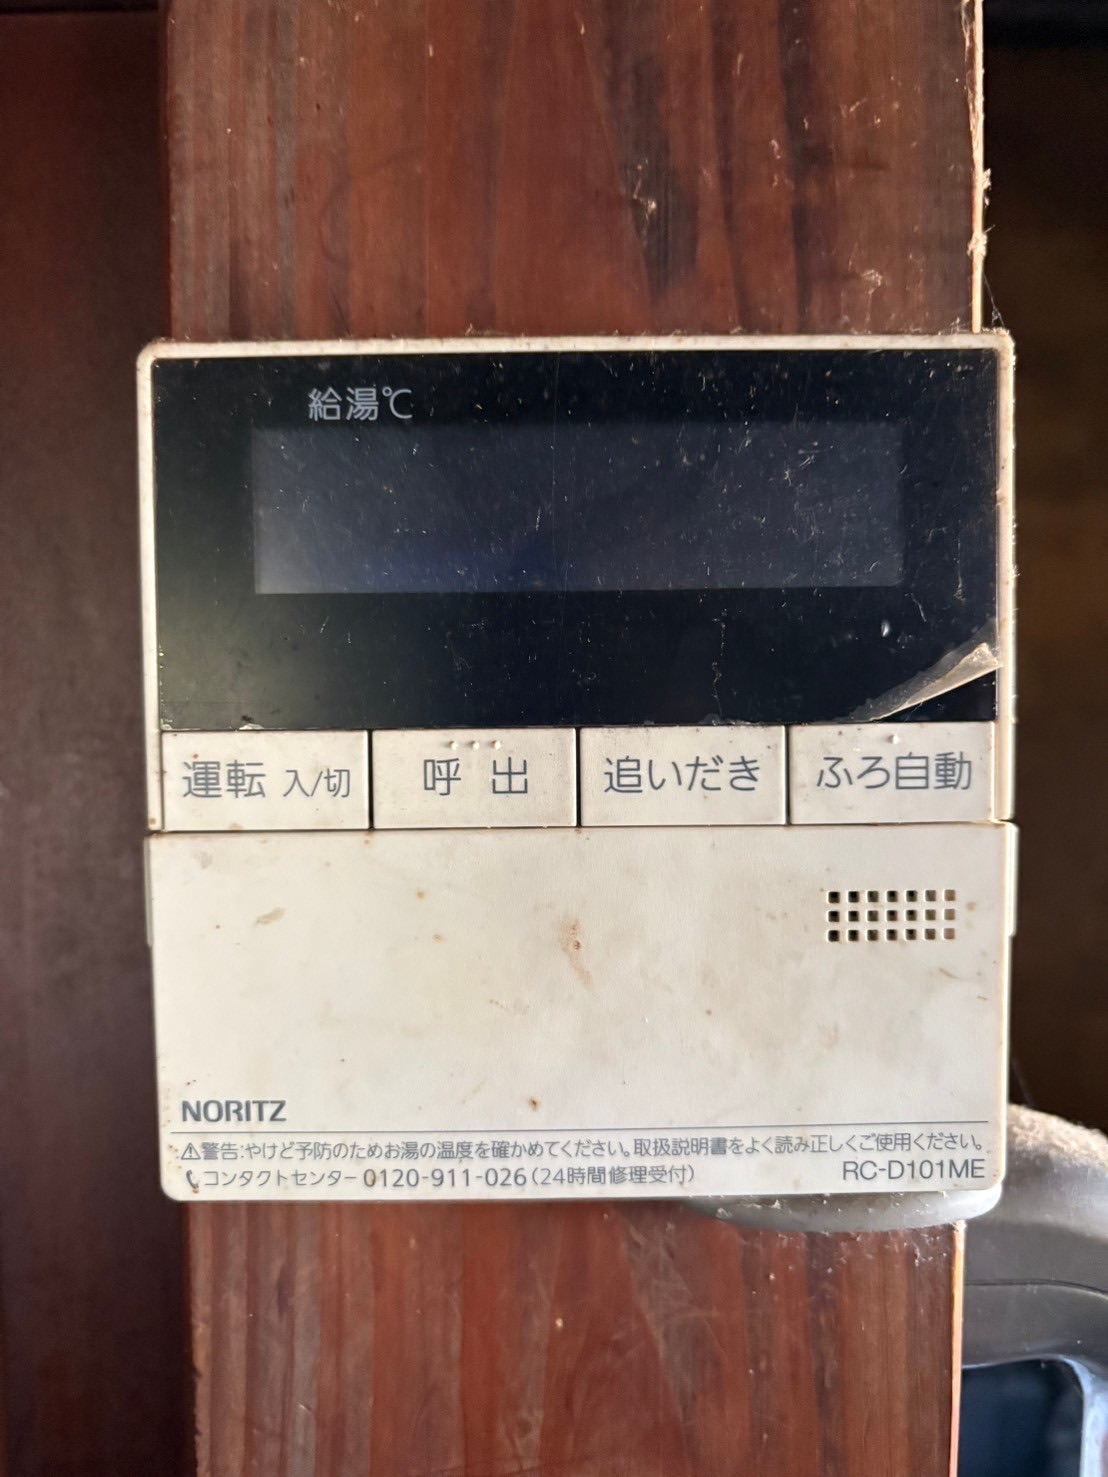 給湯℃
運転 入/切
呼出
追いだき
ふろ自動
NORITZ
⚠警告:やけど予防のためお湯の温度を確かめてください。取扱説明書をよく読み正しくご使用ください。
コンタクトセンター 0120-911-026(24時間修理受付)
RC-D101ME